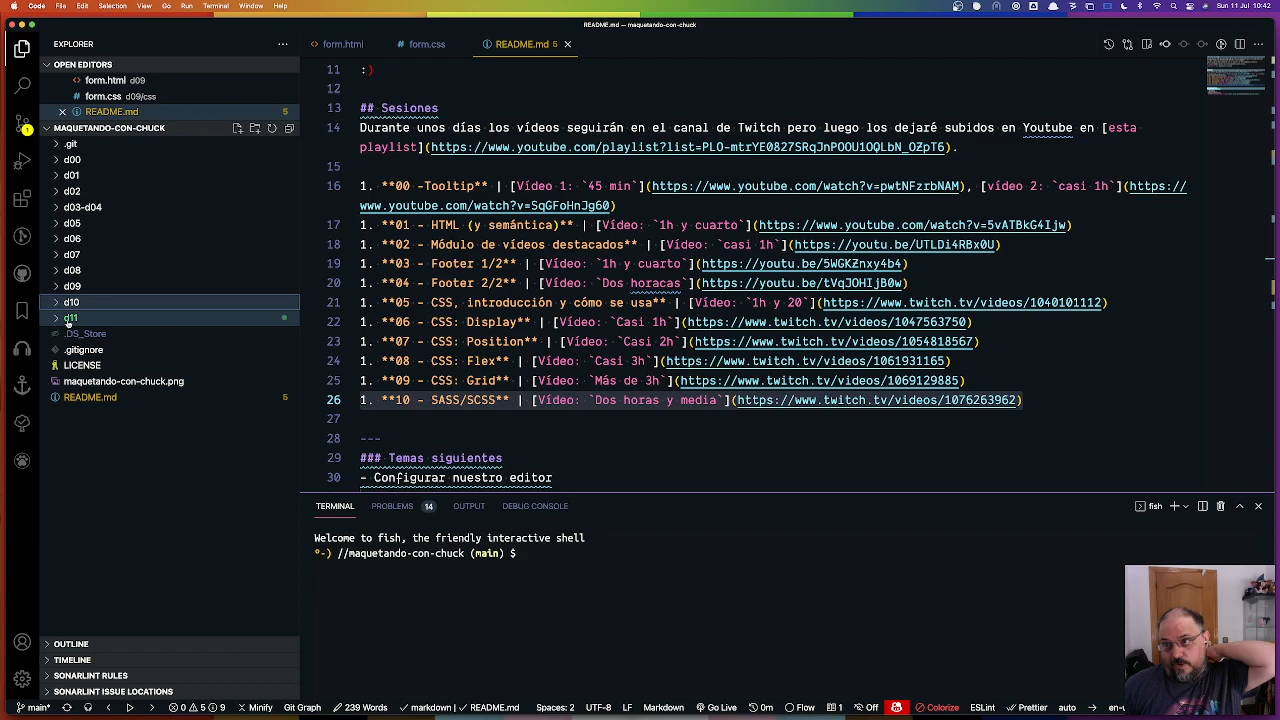 Code File Edit Selection View Go Run Terminal Window Help
Sun 18 Jul 10:42
README.md — maquetando-con-chuck
EXPLORER
form.html
form.css
README.md 5
OPEN EDITORS
form.html d09
form.css d09/css
README.md 5
MAQUETANDO-CON-CHUCK
.git
d00
d01
d02
d03-d04
d05
d06
d07
d08
d09
d10
d11
.DS_Store
.gitignore
LICENSE
maquetando-con-chuck.png
README.md 5
OUTLINE
TIMELINE
SONARLINT RULES
SONARLINT ISSUE LOCATIONS
11 :)
12
13 ## Sesiones
14 Durante unos días los vídeos seguirán en el canal de Twitch pero luego los dejaré subidos en Youtube en [esta
playlist](https://www.youtube.com/playlist?list=PLO-mtrYE0827SRqJnPOOU1OQLbN_OZpT6).
15
16 1. **00 -Tooltip** | [Vídeo 1: `45 min`](https://www.youtube.com/watch?v=pwtNFzrbNAM), [vídeo 2: `casi 1h`](https://
www.youtube.com/watch?v=SqGFoHnJg60)
17 1. **01 - HTML (y semántica)** | [Vídeo: `1h y cuarto`](https://www.youtube.com/watch?v=5vATBkG4Ijw)
18 1. **02 - Módulo de vídeos destacados** | [Vídeo: `casi 1h`](https://youtu.be/UTLDi4RBx0U)
19 1. **03 - Footer 1/2** | [Vídeo: `1h y cuarto`](https://youtu.be/5WGKZnxy4b4)
20 1. **04 - Footer 2/2** | [Vídeo: `Dos horacas`](https://youtu.be/tVqJOHIjB0w)
21 1. **05 - CSS, introducción y cómo se usa** | [Vídeo: `1h y 20`](https://www.twitch.tv/videos/1040101112)
22 1. **06 - CSS: Display** | [Vídeo: `Casi 1h`](https://www.twitch.tv/videos/1047563750)
23 1. **07 - CSS: Position** | [Vídeo: `Casi 2h`](https://www.twitch.tv/videos/1054818567)
24 1. **08 - CSS: Flex** | [Vídeo: `Casi 3h`](https://www.twitch.tv/videos/1061931165)
25 1. **09 - CSS: Grid** | [Vídeo: `Más de 3h`](https://www.twitch.tv/videos/1069129885)
26 1. **10 - SASS/SCSS** | [Vídeo: `Dos horas y media`](https://www.twitch.tv/videos/1076263962)
27
28 ---
29 ### Temas siguientes
30 - Configurar nuestro editor
TERMINAL PROBLEMS 14 OUTPUT DEBUG CONSOLE
fish
Welcome to fish, the friendly interactive shell
°-) //maquetando-con-chuck (main) $
main* 0 5 9 Minify Git Graph 239 Words markdown | README.md Spaces: 2 UTF-8 LF Markdown Go Live 0m Flow 1 Off Colorize ESLint Prettier auto en-u